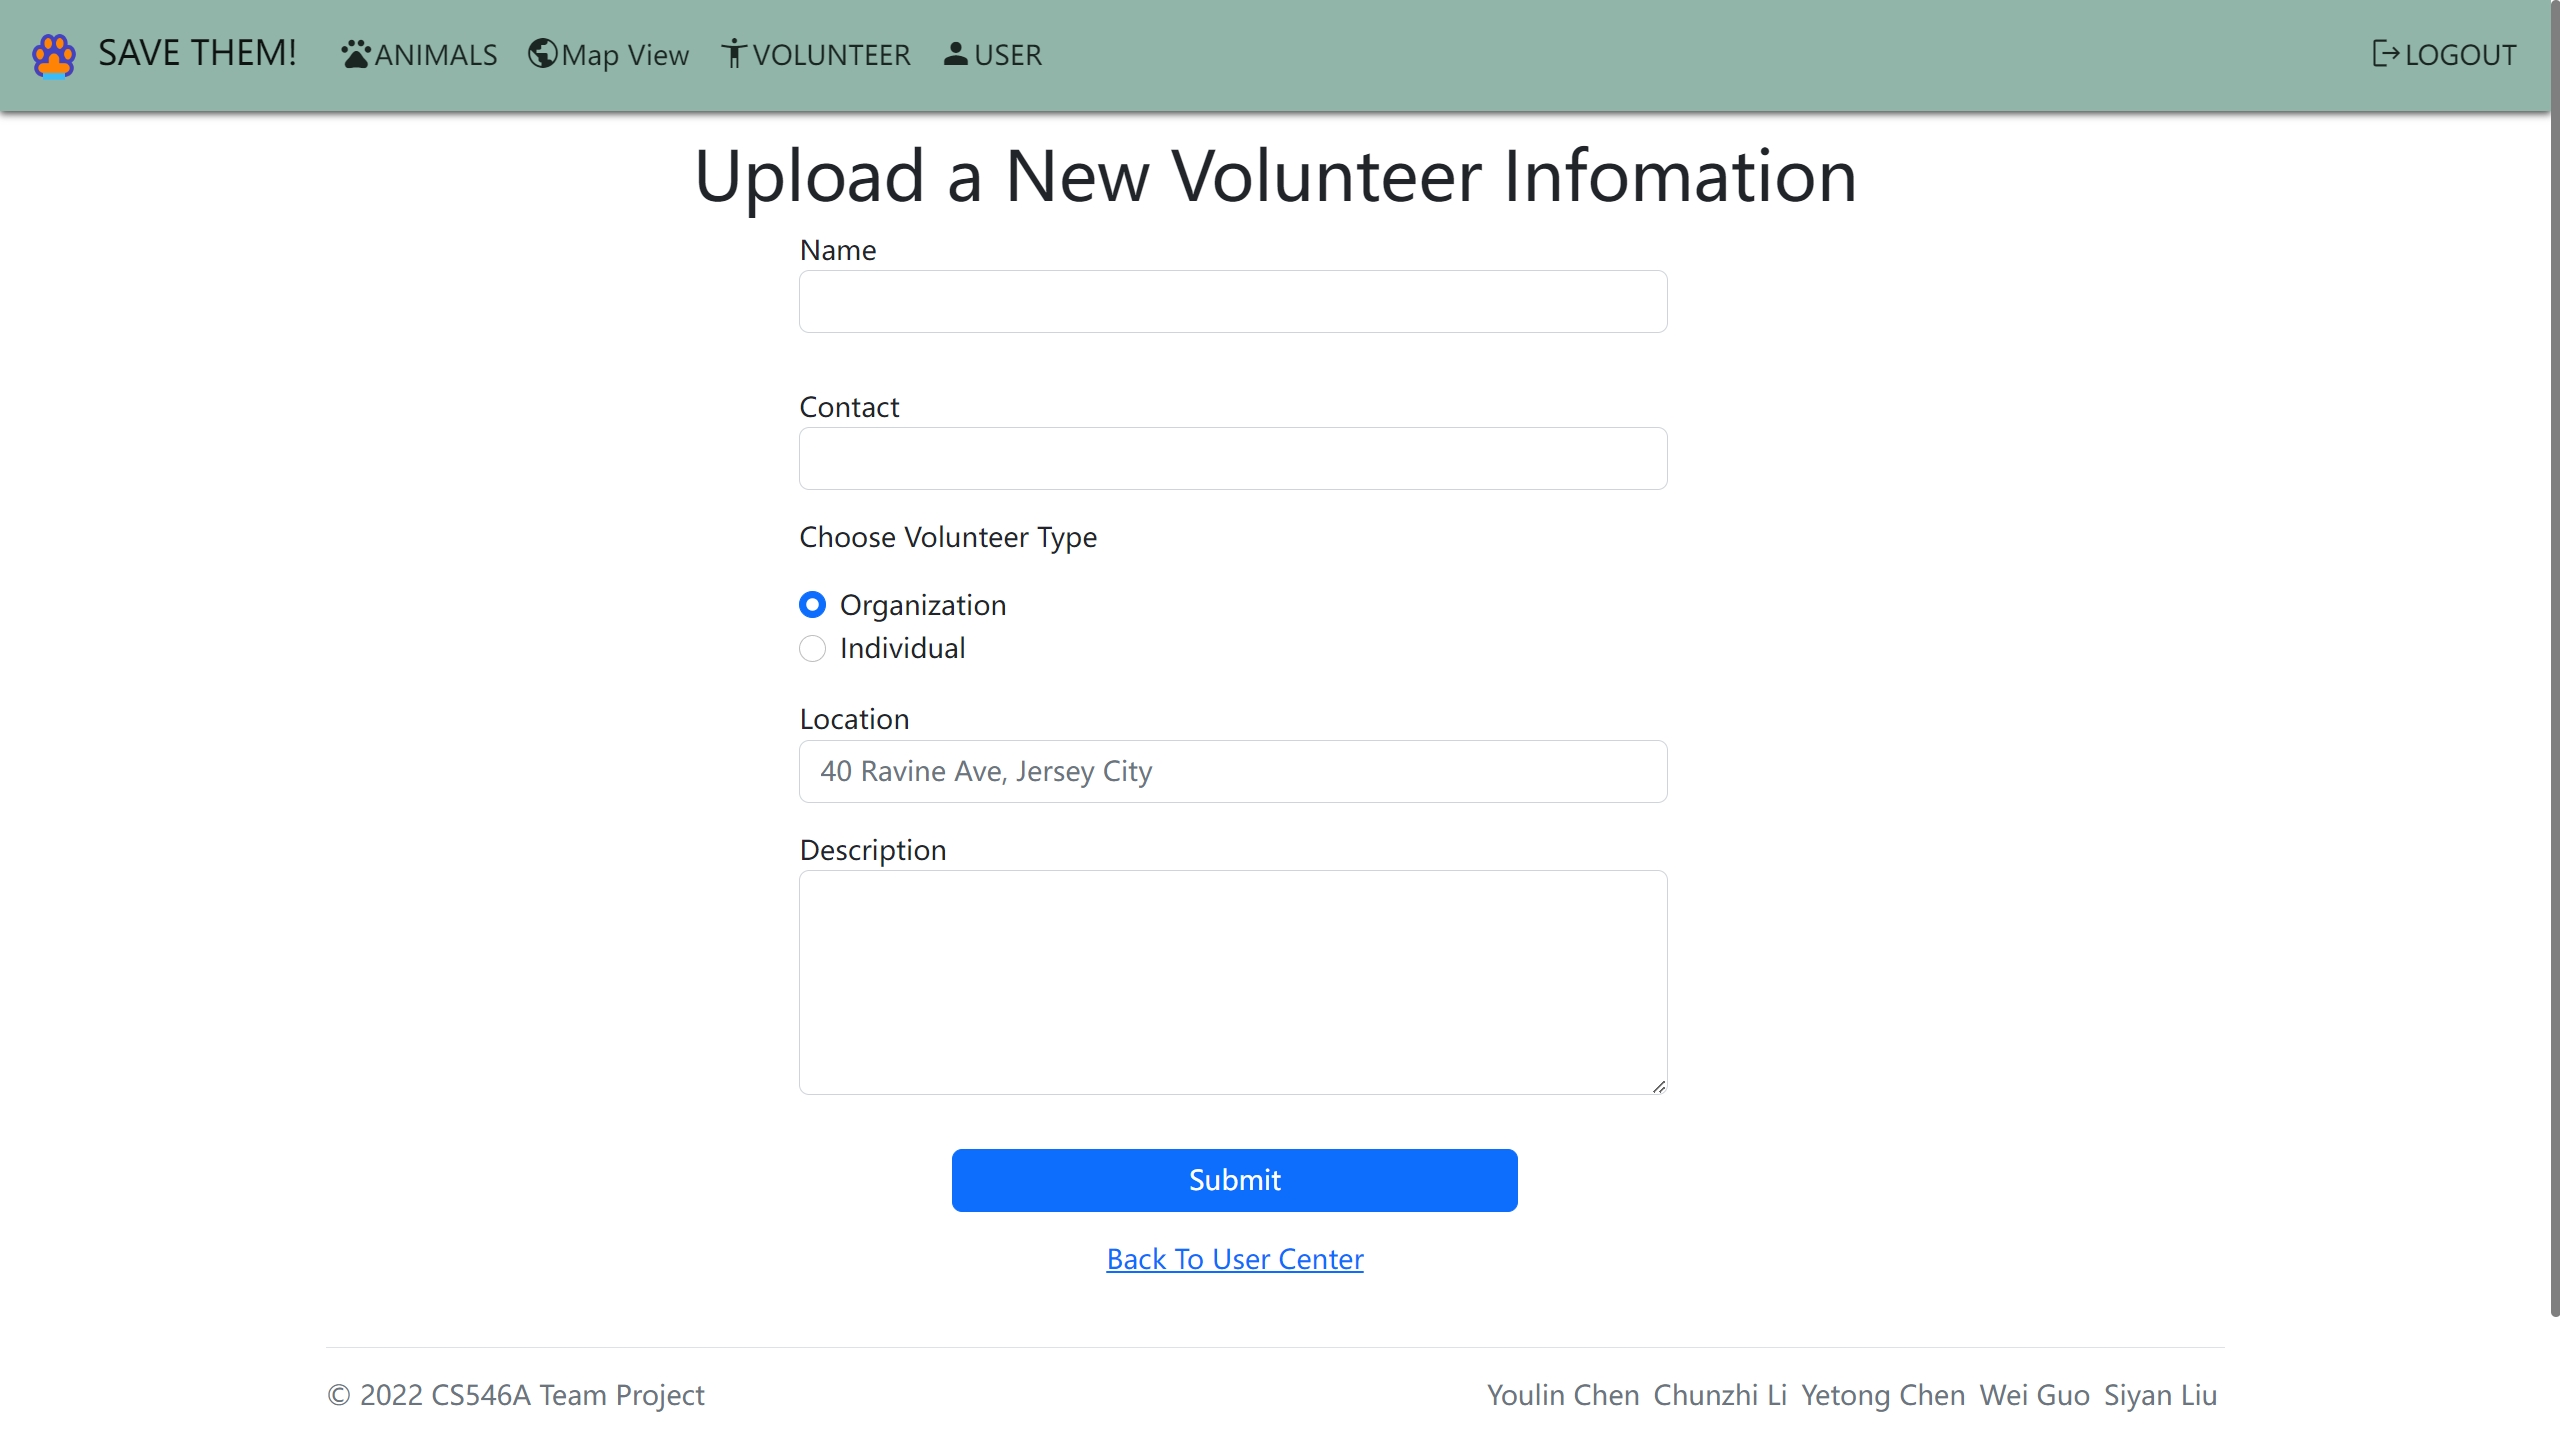 SAVE THEM! ANIMALS Map View VOLUNTEER USER LOGOUT
Upload a New Volunteer Infomation
Name
Contact
Choose Volunteer Type
Organization
Individual
Location
40 Ravine Ave, Jersey City
Description
Submit
Back To User Center
© 2022 CS546A Team Project Youlin Chen Chunzhi Li Yetong Chen Wei Guo Siyan Liu